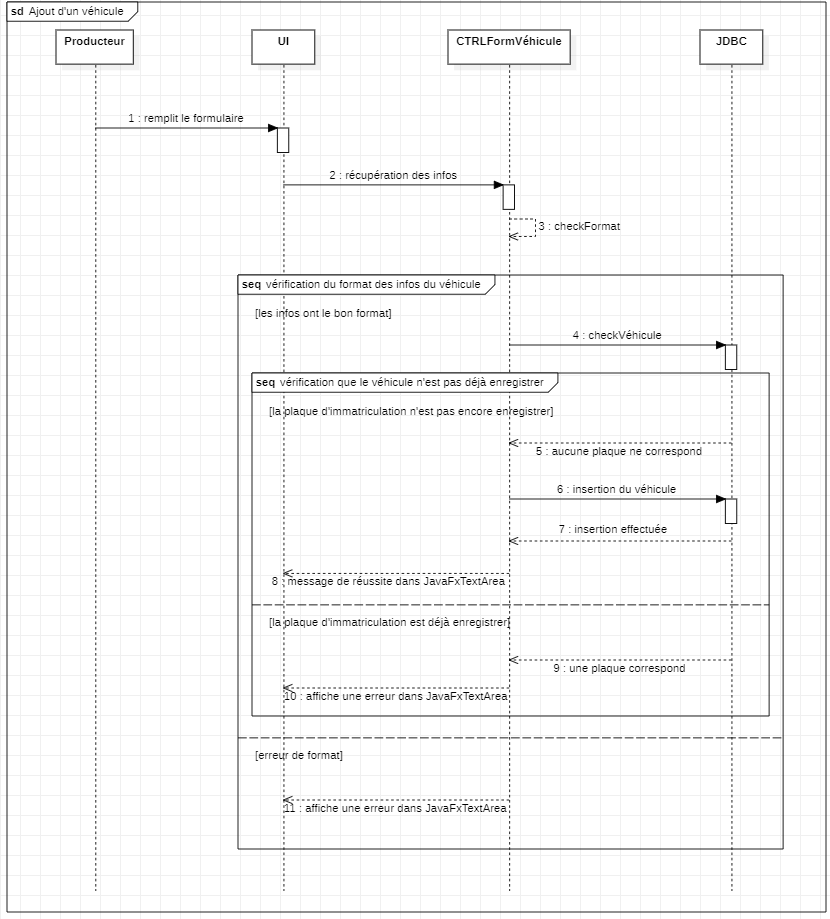 sd Ajout d'un véhicule
Producteur
UI
CTRLFormVéhicule
JDBC
1 : remplit le formulaire
2 : récupération des infos
3 : checkFormat
seq vérification du format des infos du véhicule
[les infos ont le bon format]
4 : checkVéhicule
seq vérification que le véhicule n'est pas déjà enregistrer
[la plaque d'immatriculation n'est pas encore enregistrer]
5 : aucune plaque ne correspond
6 : insertion du véhicule
7 : insertion effectuée
8 : message de réussite dans JavaFxTextArea
[la plaque d'immatriculation est déjà enregistrer]
9 : une plaque correspond
10 : affiche une erreur dans JavaFxTextArea
[erreur de format]
11 : affiche une erreur dans JavaFxTextArea